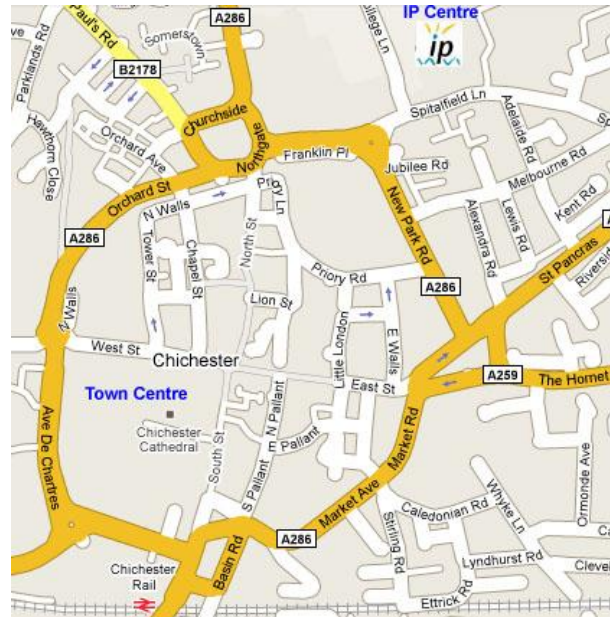 A286
IP Centre
Paul's Rd
Somerstown
College Ln
ip
Parklands Rd
B2178
Spitalfield Ln
Churchside
Adelaide Rd
Hawthorn Close
Orchard Ave
Northgate
Franklin Pl
Jubilee Rd
Melbourne Rd
Orchard St
N Walls
Priory Ln
New Park Rd
Kent Rd
Lewis Rd
Alexandra Rd
A286
Tower St
Chapel St
North St
St Pancras
Riverside
Priory Rd
A286
N Walls
Lion St
Little London
E Walls
West St
Chichester
East St
A259
The Hornet
Town Centre
Ave De Chartres
Chichester
Cathedral
South St
N Pallant
E Pallant
Market Rd
Ormonde Ave
S Pallant
Market Ave
Caledonian Rd
Whyke Ln
A286
Stirling Rd
Basin Rd
Chichester
Rail
Lyndhurst Rd
Ettrick Rd